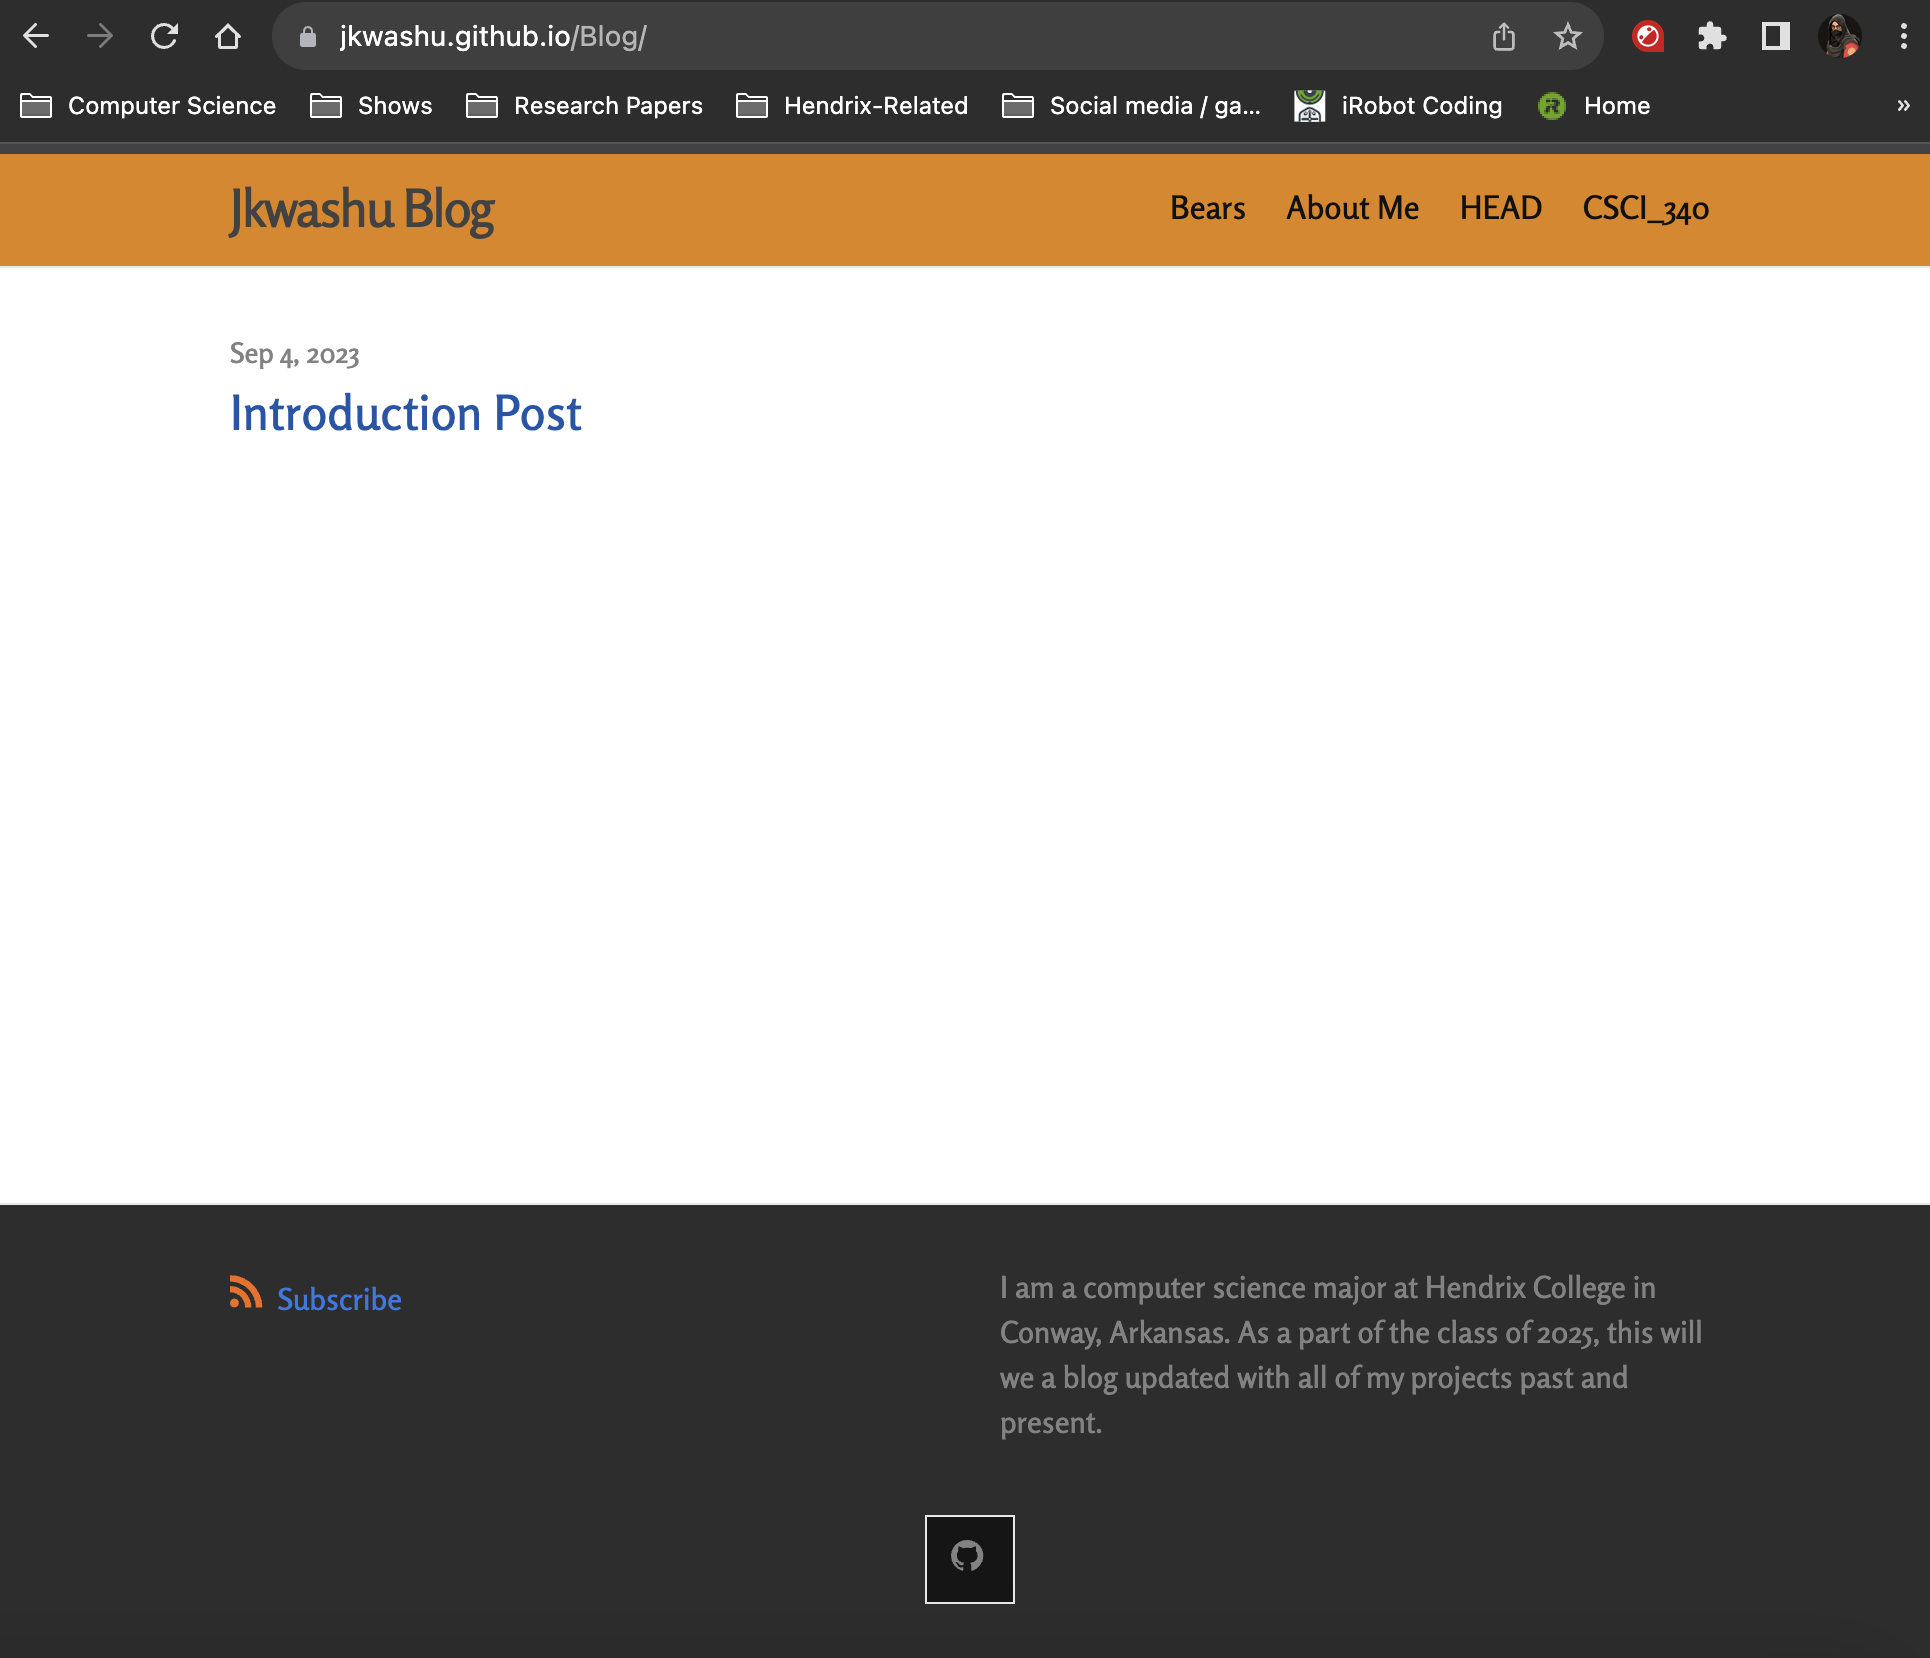 jkwashu.github.io/Blog/
Computer Science Shows Research Papers Hendrix-Related Social media / ga... iRobot Coding Home »
Jkwashu Blog Bears About Me HEAD CSCI_340
Sep 4, 2023
Introduction Post
Subscribe
I am a computer science major at Hendrix College in
Conway, Arkansas. As a part of the class of 2025, this will
we a blog updated with all of my projects past and
present.